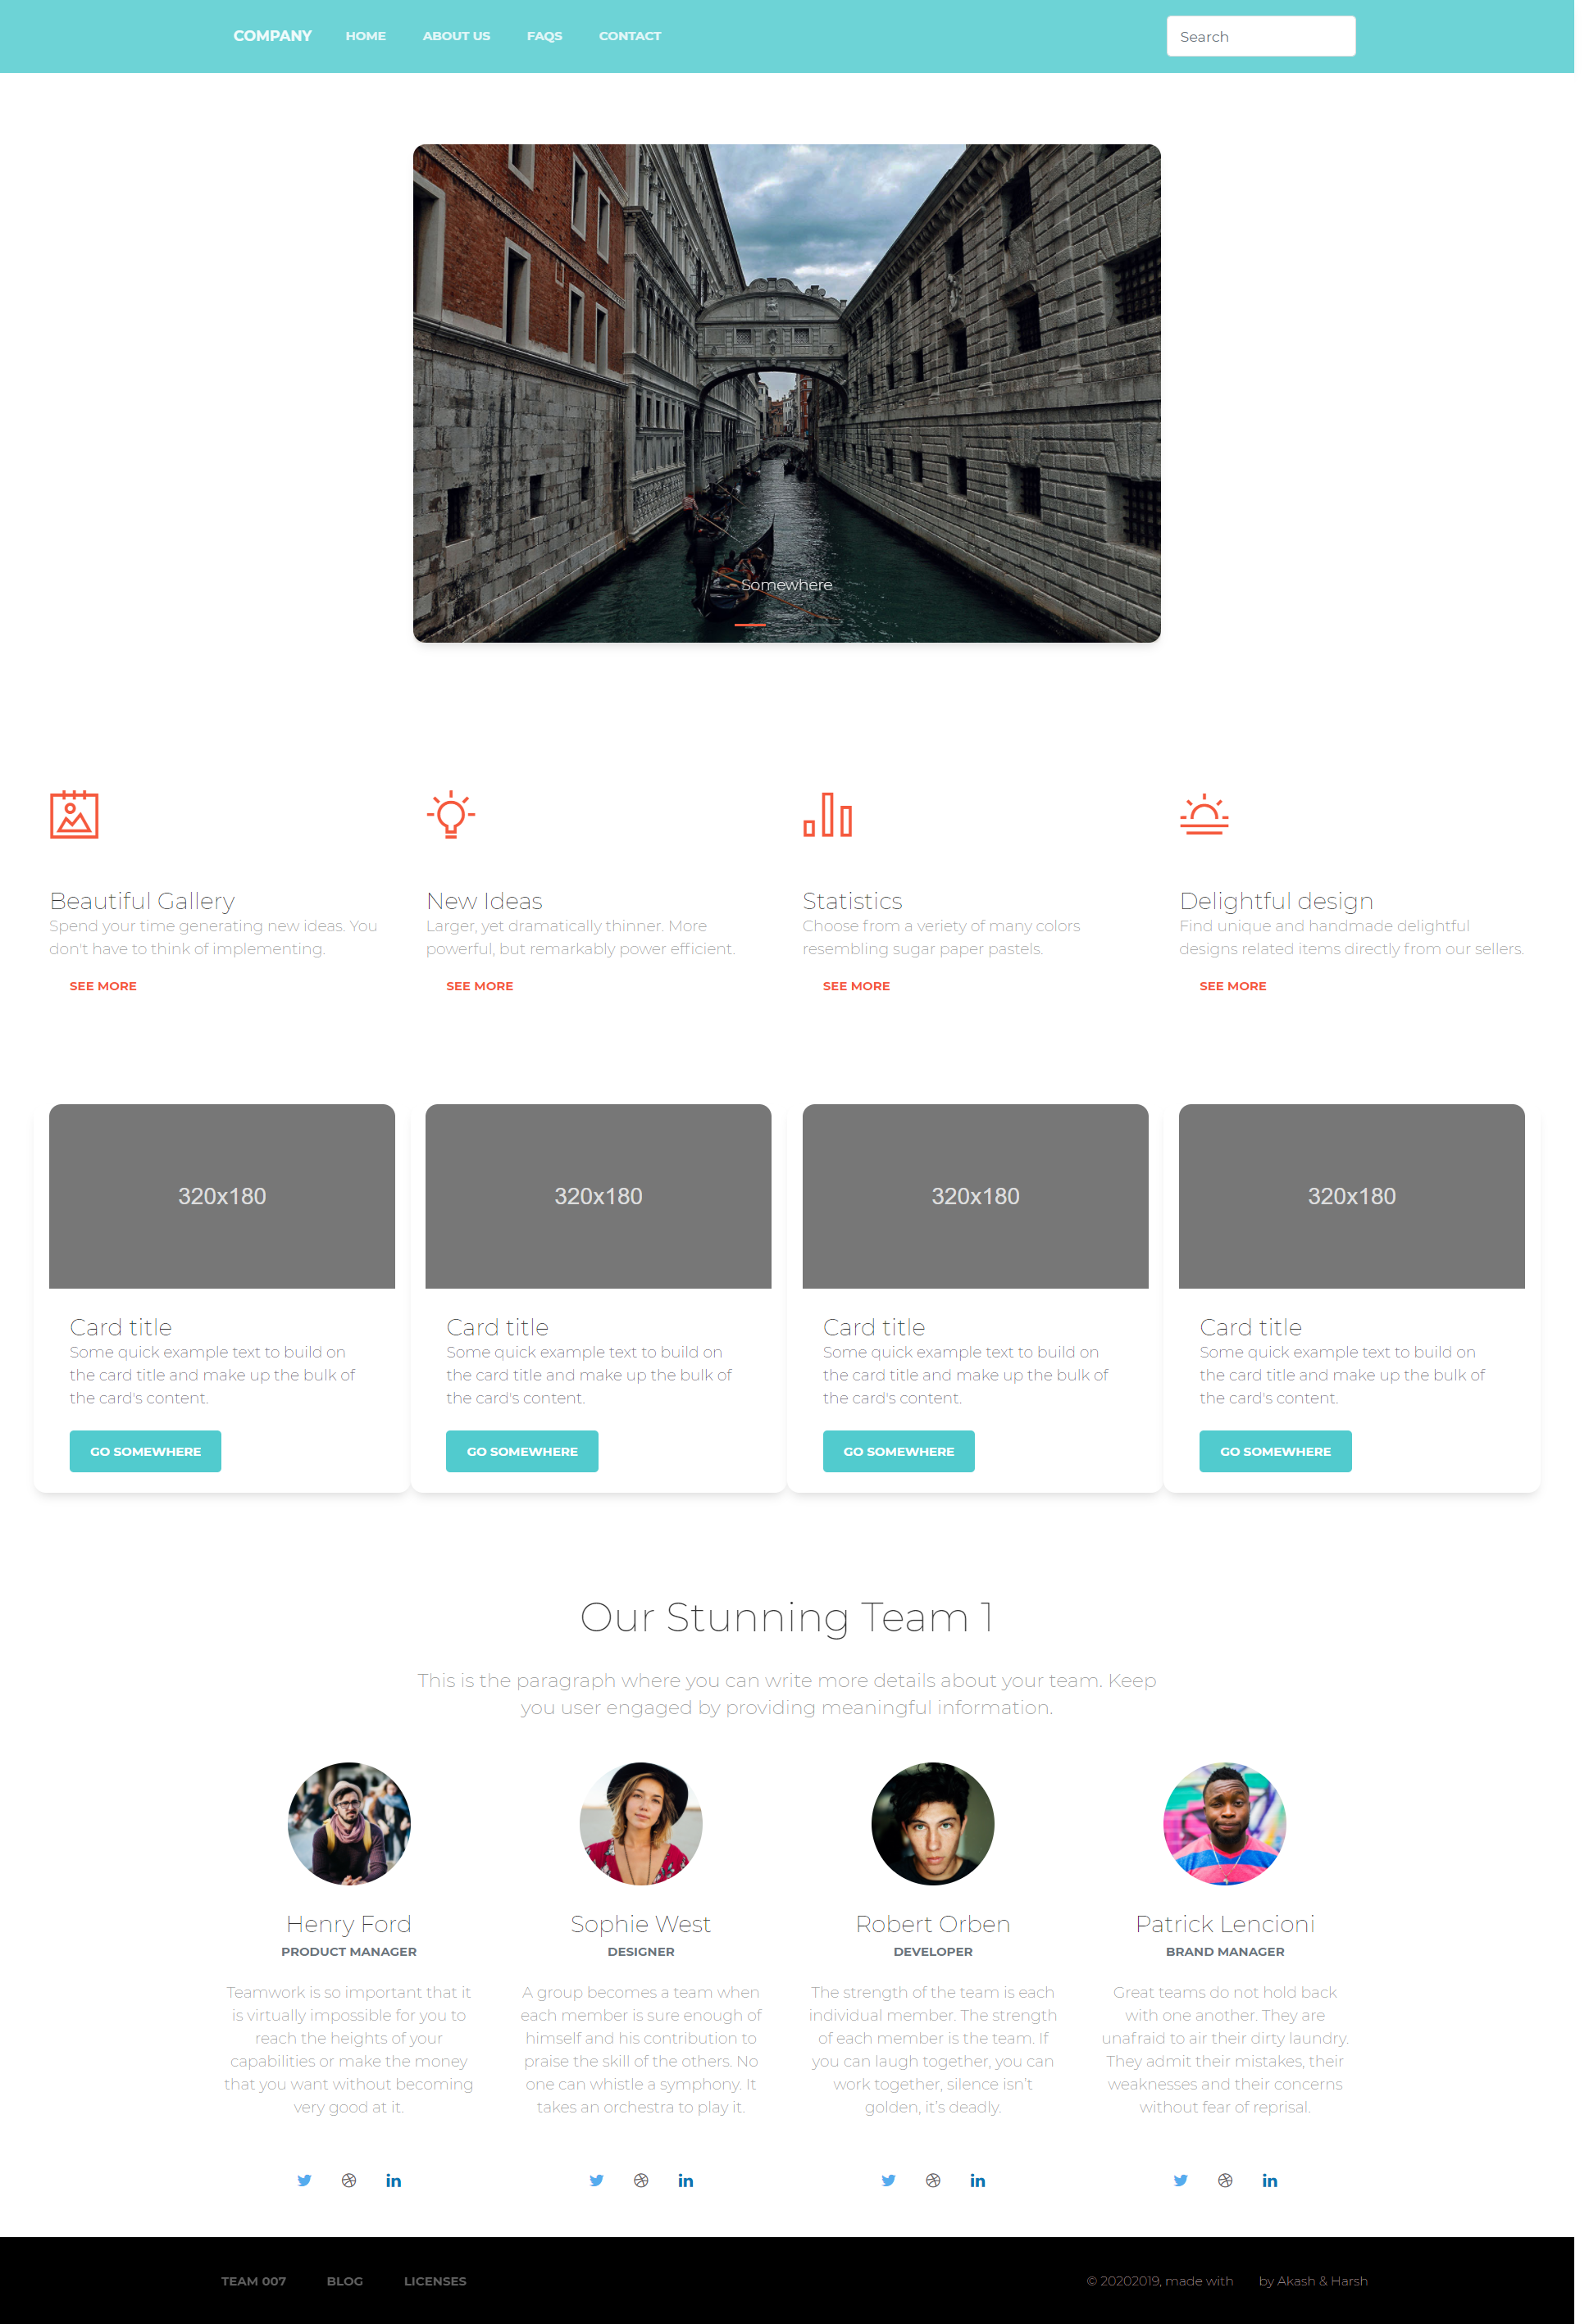 COMPANY HOME ABOUT US FAQS CONTACT Search
Somewhere
Beautiful Gallery
Spend your time generating new ideas. You
don't have to think of implementing.
SEE MORE
New Ideas
Larger, yet dramatically thinner. More
powerful, but remarkably power efficient.
SEE MORE
Statistics
Choose from a veriety of many colors
resembling sugar paper pastels.
SEE MORE
Delightful design
Find unique and handmade delightful
designs related items directly from our sellers.
SEE MORE
320x180
Card title
Some quick example text to build on
the card title and make up the bulk of
the card's content.
GO SOMEWHERE
320x180
Card title
Some quick example text to build on
the card title and make up the bulk of
the card's content.
GO SOMEWHERE
320x180
Card title
Some quick example text to build on
the card title and make up the bulk of
the card's content.
GO SOMEWHERE
320x180
Card title
Some quick example text to build on
the card title and make up the bulk of
the card's content.
GO SOMEWHERE
Our Stunning Team 1
This is the paragraph where you can write more details about your team. Keep
you user engaged by providing meaningful information.
Henry Ford
PRODUCT MANAGER
Teamwork is so important that it
is virtually impossible for you to
reach the heights of your
capabilities or make the money
that you want without becoming
very good at it.
Sophie West
DESIGNER
A group becomes a team when
each member is sure enough of
himself and his contribution to
praise the skill of the others. No
one can whistle a symphony. It
takes an orchestra to play it.
Robert Orben
DEVELOPER
The strength of the team is each
individual member. The strength
of each member is the team. If
you can laugh together, you can
work together, silence isn't
golden, it's deadly.
Patrick Lencioni
BRAND MANAGER
Great teams do not hold back
with one another. They are
unafraid to air their dirty laundry.
They admit their mistakes, their
weaknesses and their concerns
without fear of reprisal.
TEAM 007 BLOG LICENSES © 20202019, made with by Akash & Harsh